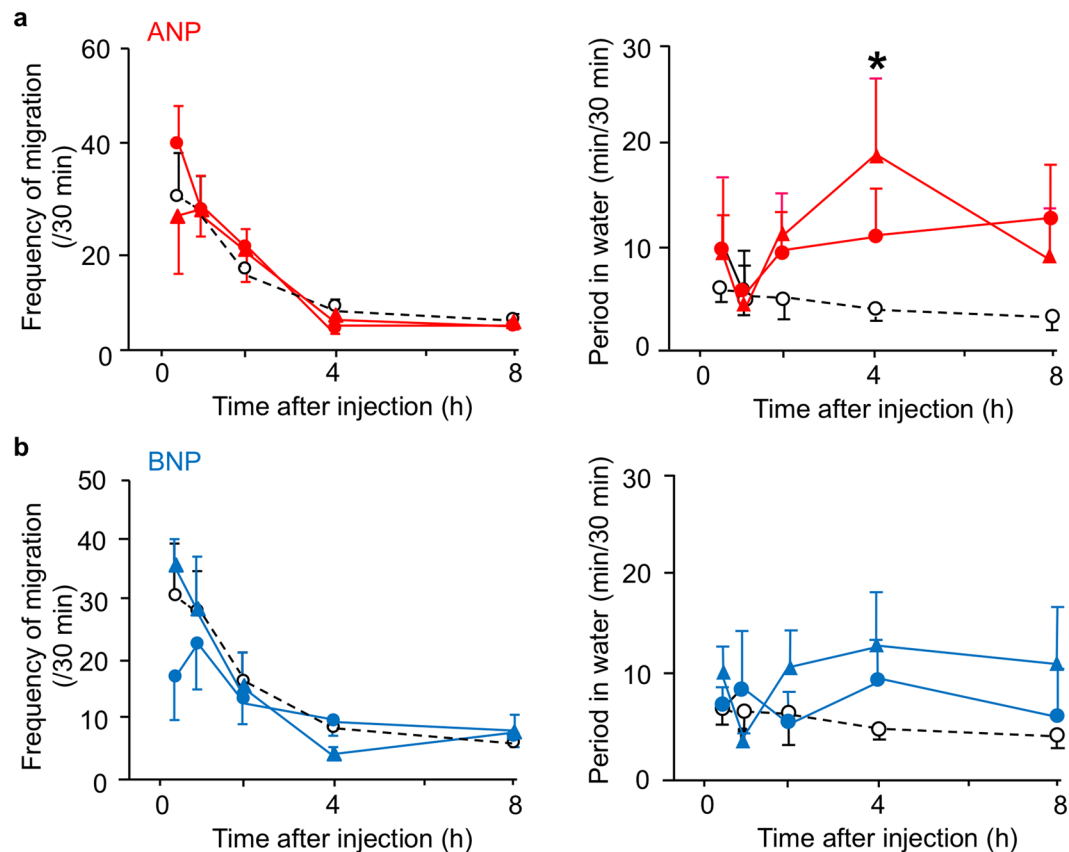 a
ANP
Frequency of migration
(/30 min)
60
40
20
0
0 4 8
Time after injection (h)
Period in water (min/30 min)
30
20
10
0
*
0 4 8
Time after injection (h)
b
BNP
Frequency of migration
(/30 min)
50
40
30
20
10
0
0 4 8
Time after injection (h)
Period in water (min/30 min)
30
20
10
0
0 4 8
Time after injection (h)